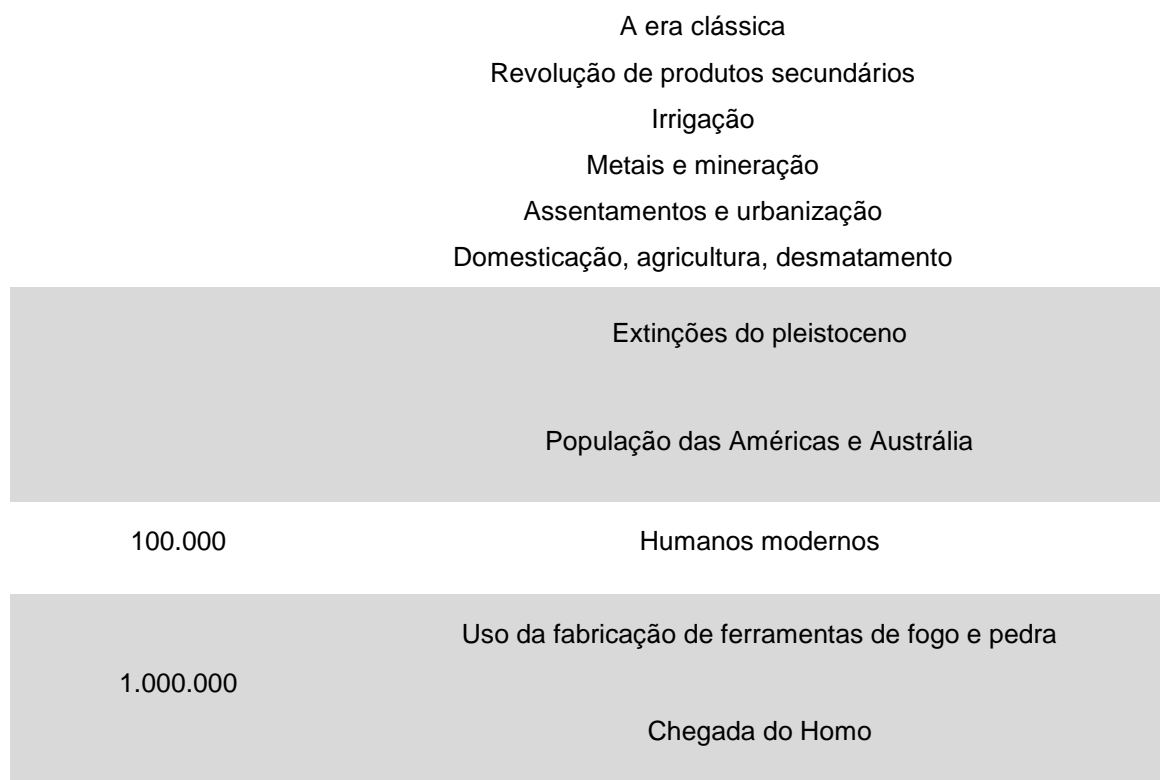 A era clássica
Revolução de produtos secundários
Irrigação
Metais e mineração
Assentamentos e urbanização
Domesticação, agricultura, desmatamento
Extinções do pleistoceno
População das Américas e Austrália
100.000 Humanos modernos
Uso da fabricação de ferramentas de fogo e pedra
1.000.000
Chegada do Homo